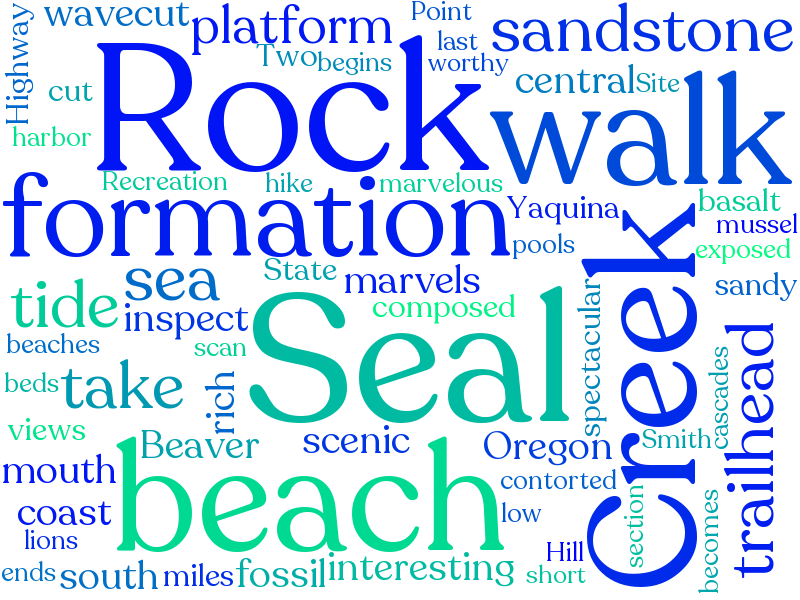 Highway
wavecut
platform
Point
last
worthy
sandstone
Two
begins
cut
central
Site
harbor
Rock
walk
Recreation
hike
marvelous
formation
Yaquina
pools
basalt
mussel
exposed
sandy
State
sea
marvels
tide
inspect
composed
Seal
Creek
spectacular
beaches
scan
beds
take
rich
cascades
trailhead
views
Beaver
scenic
Oregon
Smith
mouth
beach
contorted
coast
low
section
becomes
lions
Hill
ends
south
miles
fossil
interesting
short